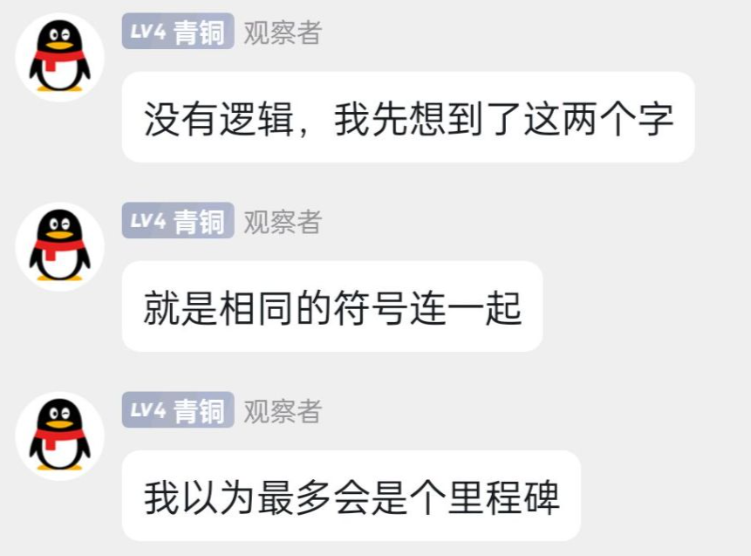 LV4 青铜 观察者
没有逻辑，我先想到了这两个字
LV4 青铜 观察者
就是相同的符号连一起
LV4 青铜 观察者
我以为最多会是个里程碑